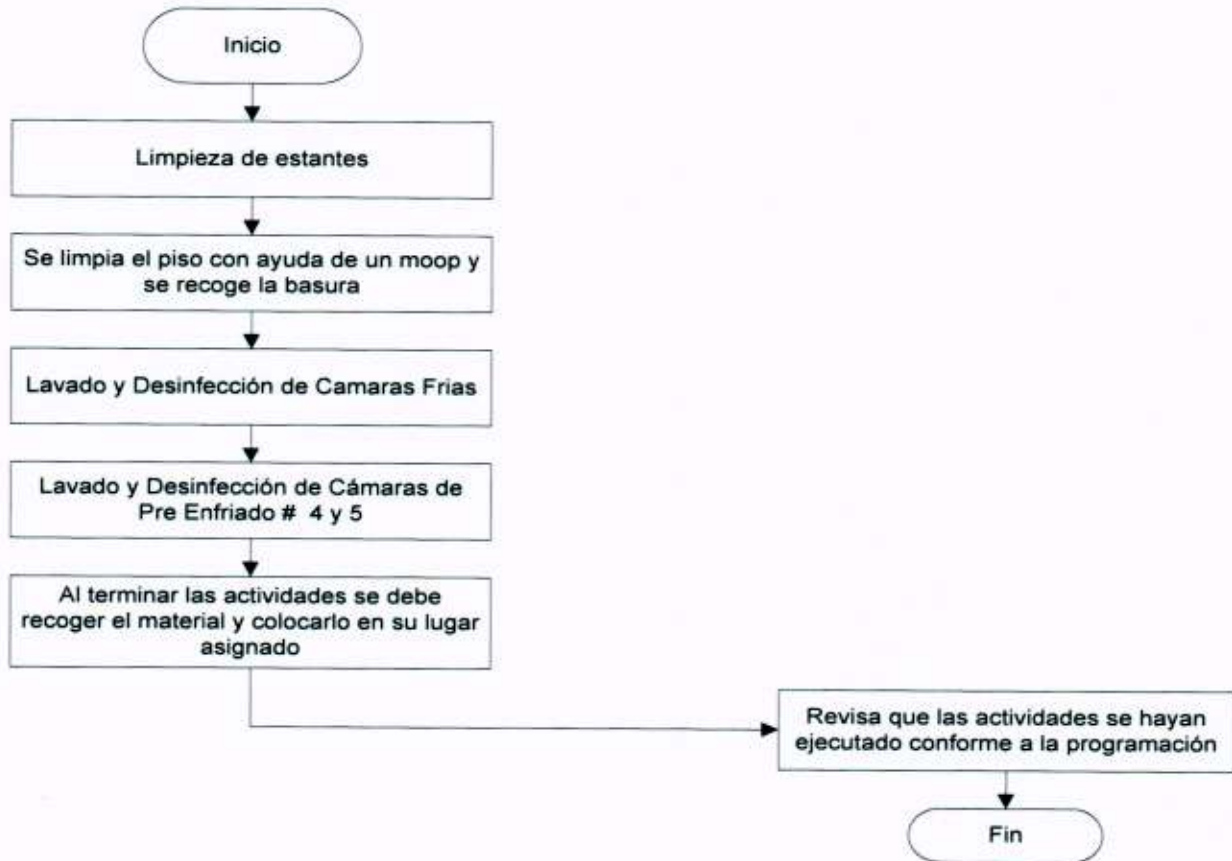 Inicio
Limpieza de estantes
Se limpia el piso con ayuda de un moop y
se recoge la basura
Lavado y Desinfección de Camaras Frias
Lavado y Desinfección de Cámaras de
Pre Enfriado # 4 y 5
Al terminar las actividades se debe
recoger el material y colocarlo en su lugar
asignado
Revisa que las actividades se hayan
ejecutado conforme a la programación
Fin